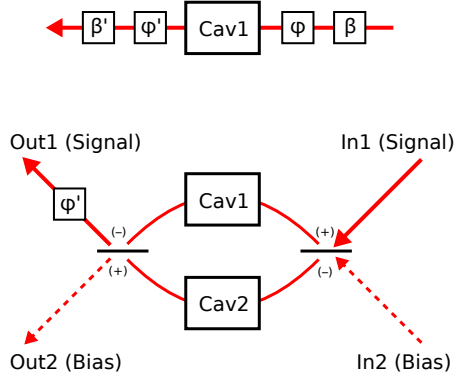 β' φ' Cav1 φ β
Out1 (Signal) In1 (Signal)
Cav1
φ'
(–) (+)
(+) (–)
Cav2
Out2 (Bias) In2 (Bias)